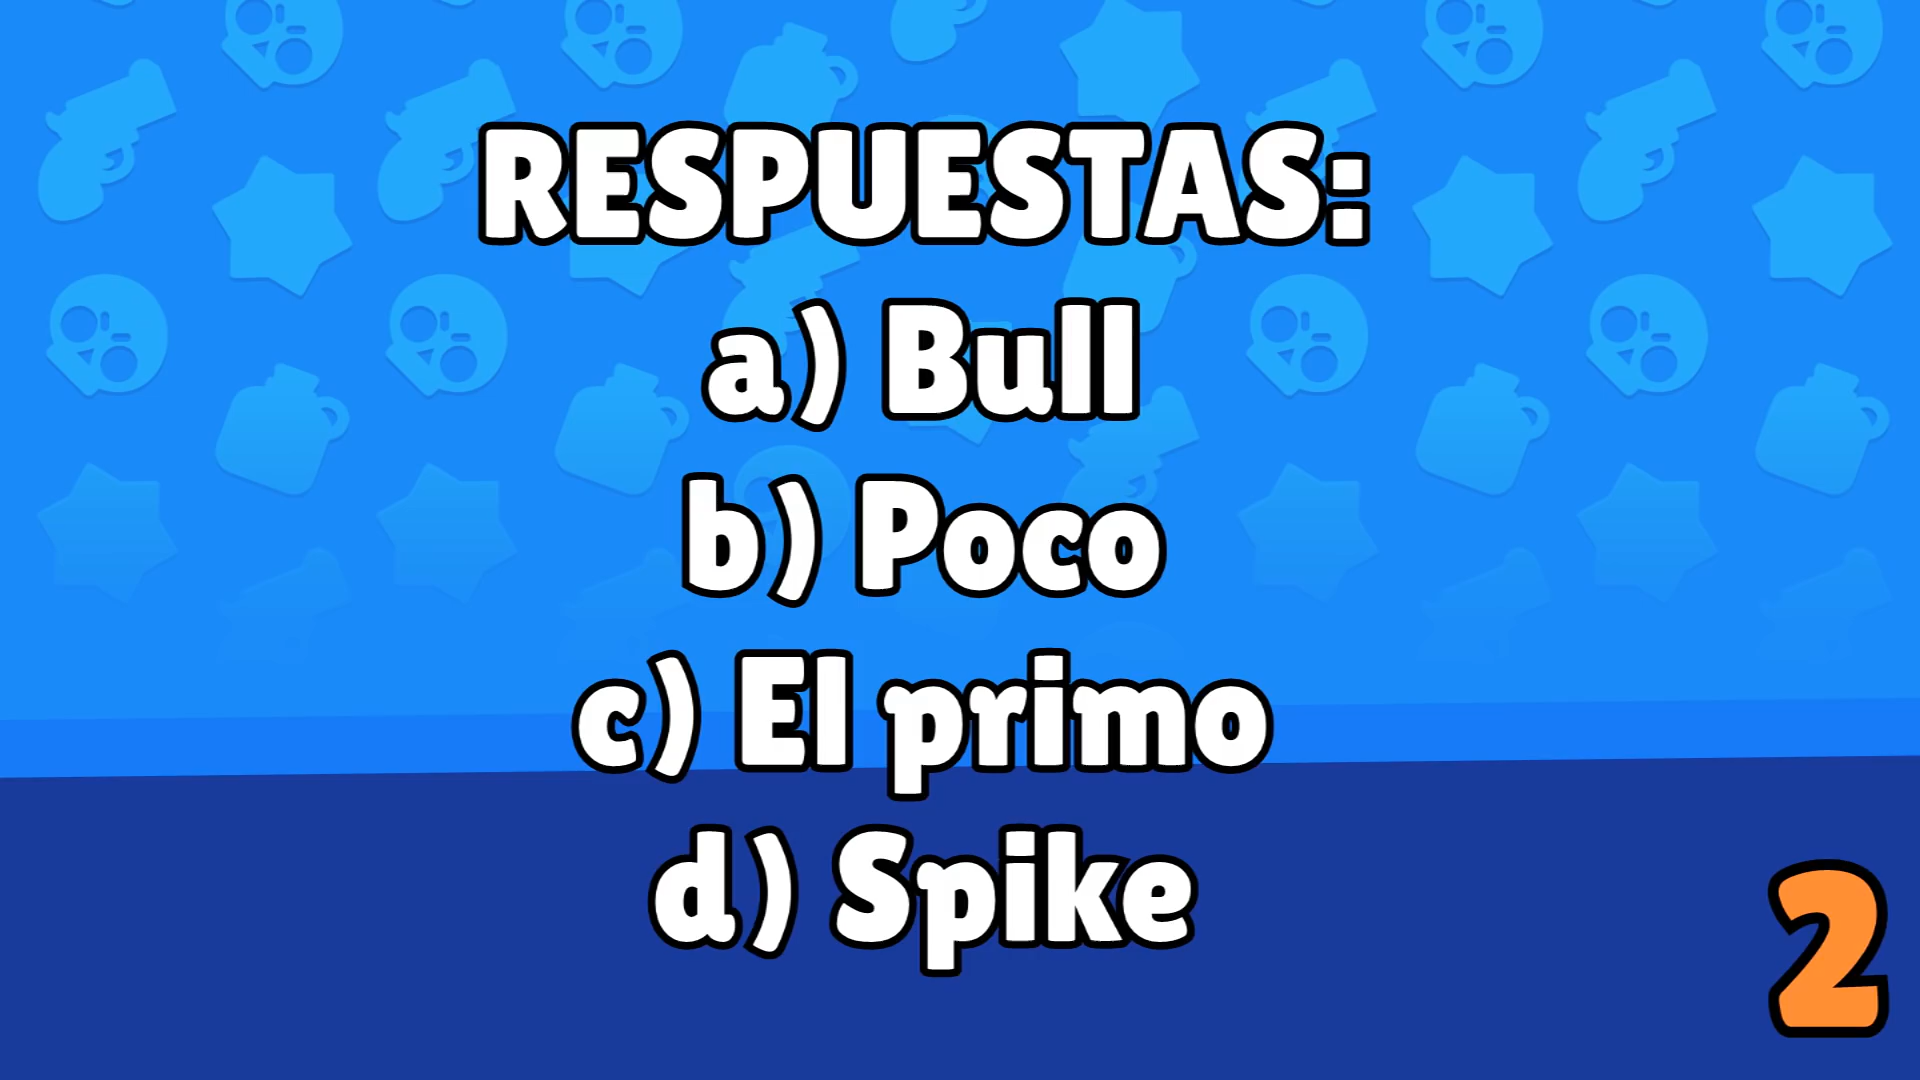 RESPUESTAS:
a) Bull
b) Poco
c) El primo
d) Spike
2